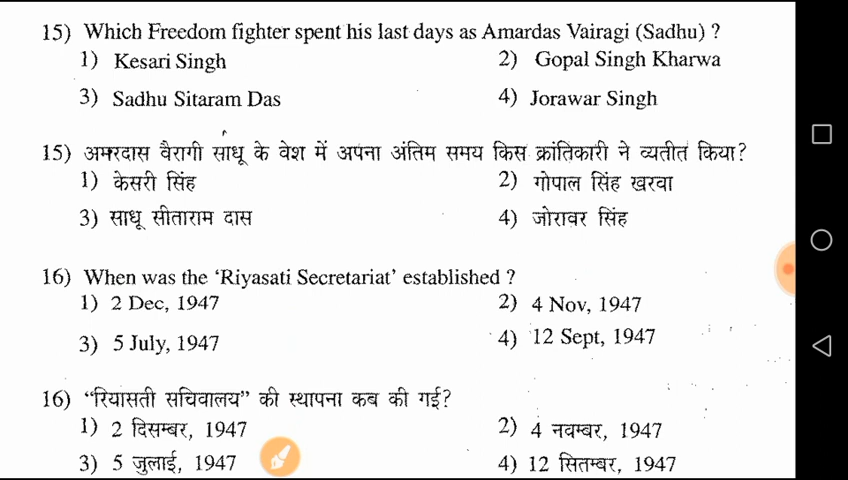 15) Which Freedom fighter spent his last days as Amardas Vairagi (Sadhu) ?
1) Kesari Singh 2) Gopal Singh Kharwa
3) Sadhu Sitaram Das 4) Jorawar Singh
15) अमरदास वैरागी साधू के वेश में अपना अंतिम समय किस क्रांतिकारी ने व्यतीत किया?
1) केसरी सिंह 2) गोपाल सिंह खरवा
3) साधू सीताराम दास 4) जोरावर सिंह
16) When was the ‘Riyasati Secretariat’ established ?
1) 2 Dec, 1947 2) 4 Nov, 1947
3) 5 July, 1947 4) 12 Sept, 1947
16) “रियासती सचिवालय” की स्थापना कब की गई?
1) 2 दिसम्बर, 1947 2) 4 नवम्बर, 1947
3) 5 जुलाई, 1947 4) 12 सितम्बर, 1947